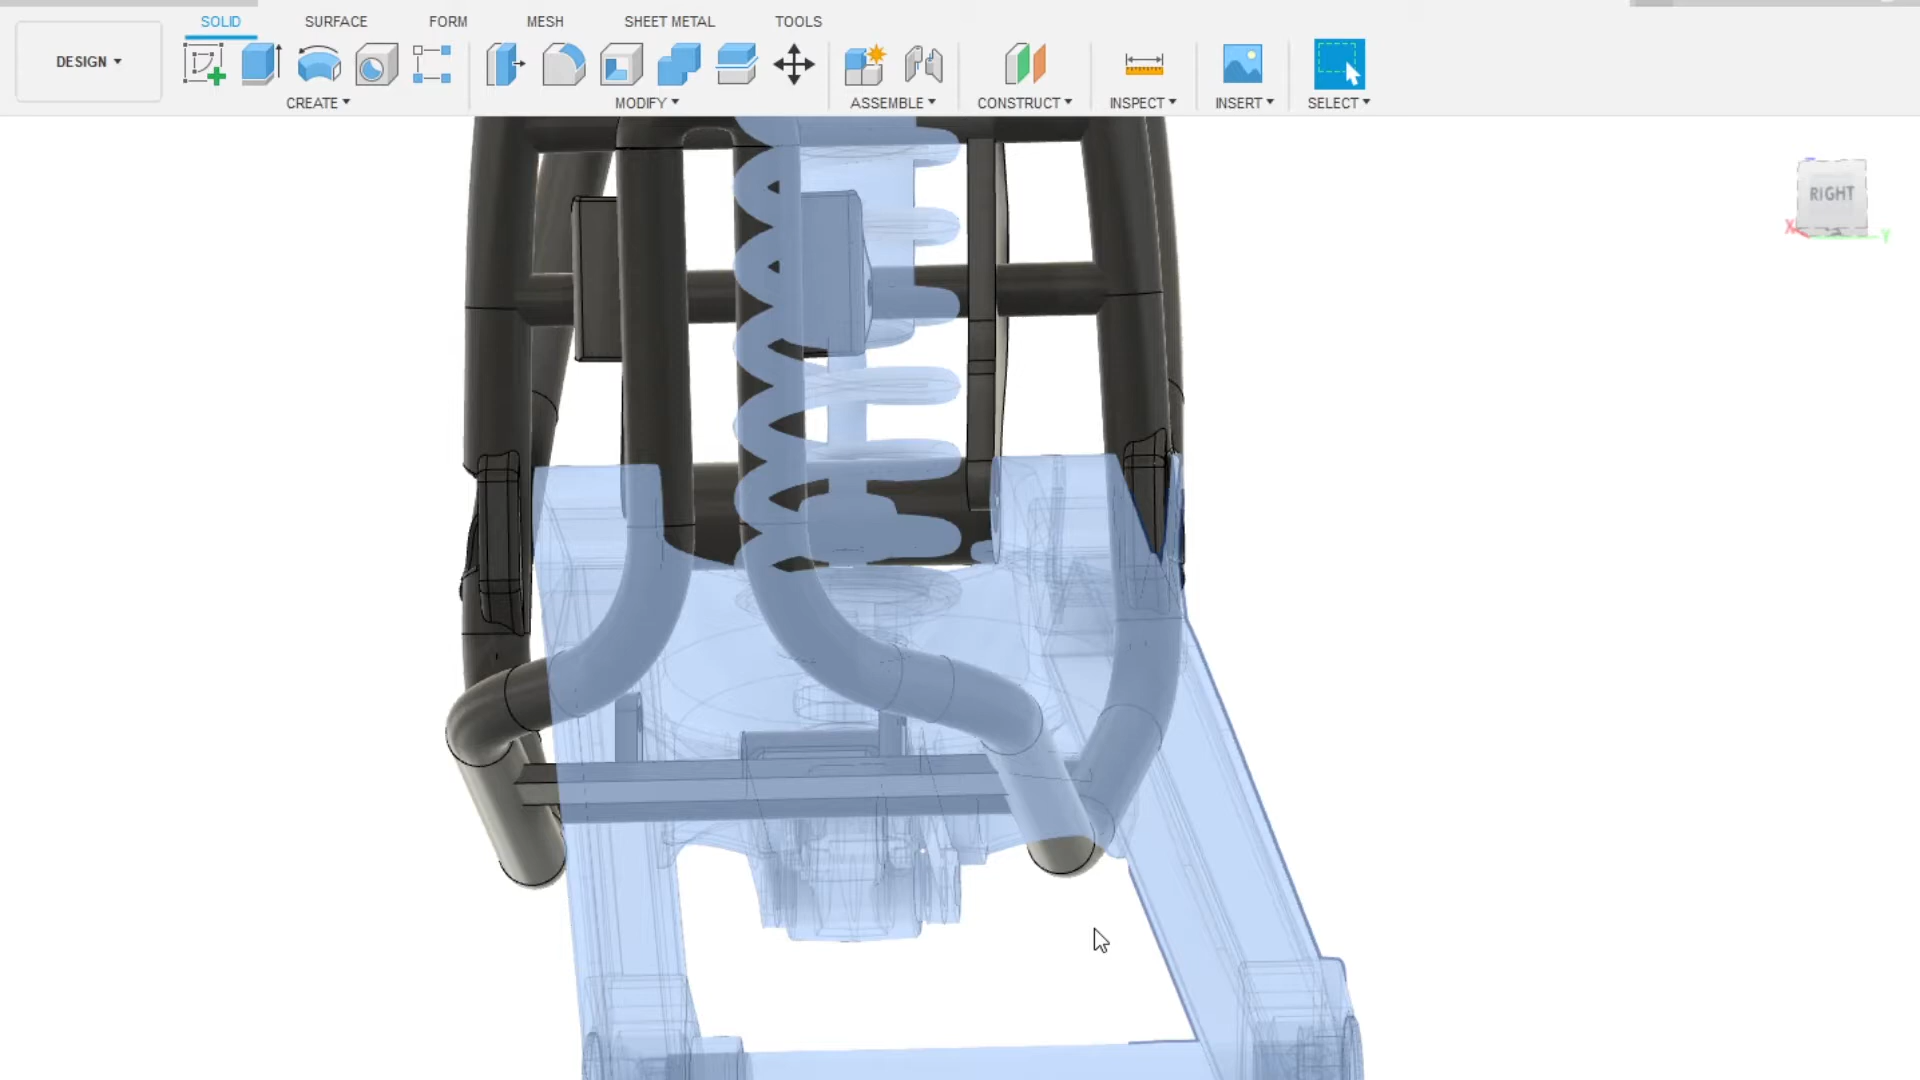 SOLID SURFACE FORM MESH SHEET METAL TOOLS
DESIGN
CREATE MODIFY ASSEMBLE CONSTRUCT INSPECT INSERT SELECT
RIGHT
X Y